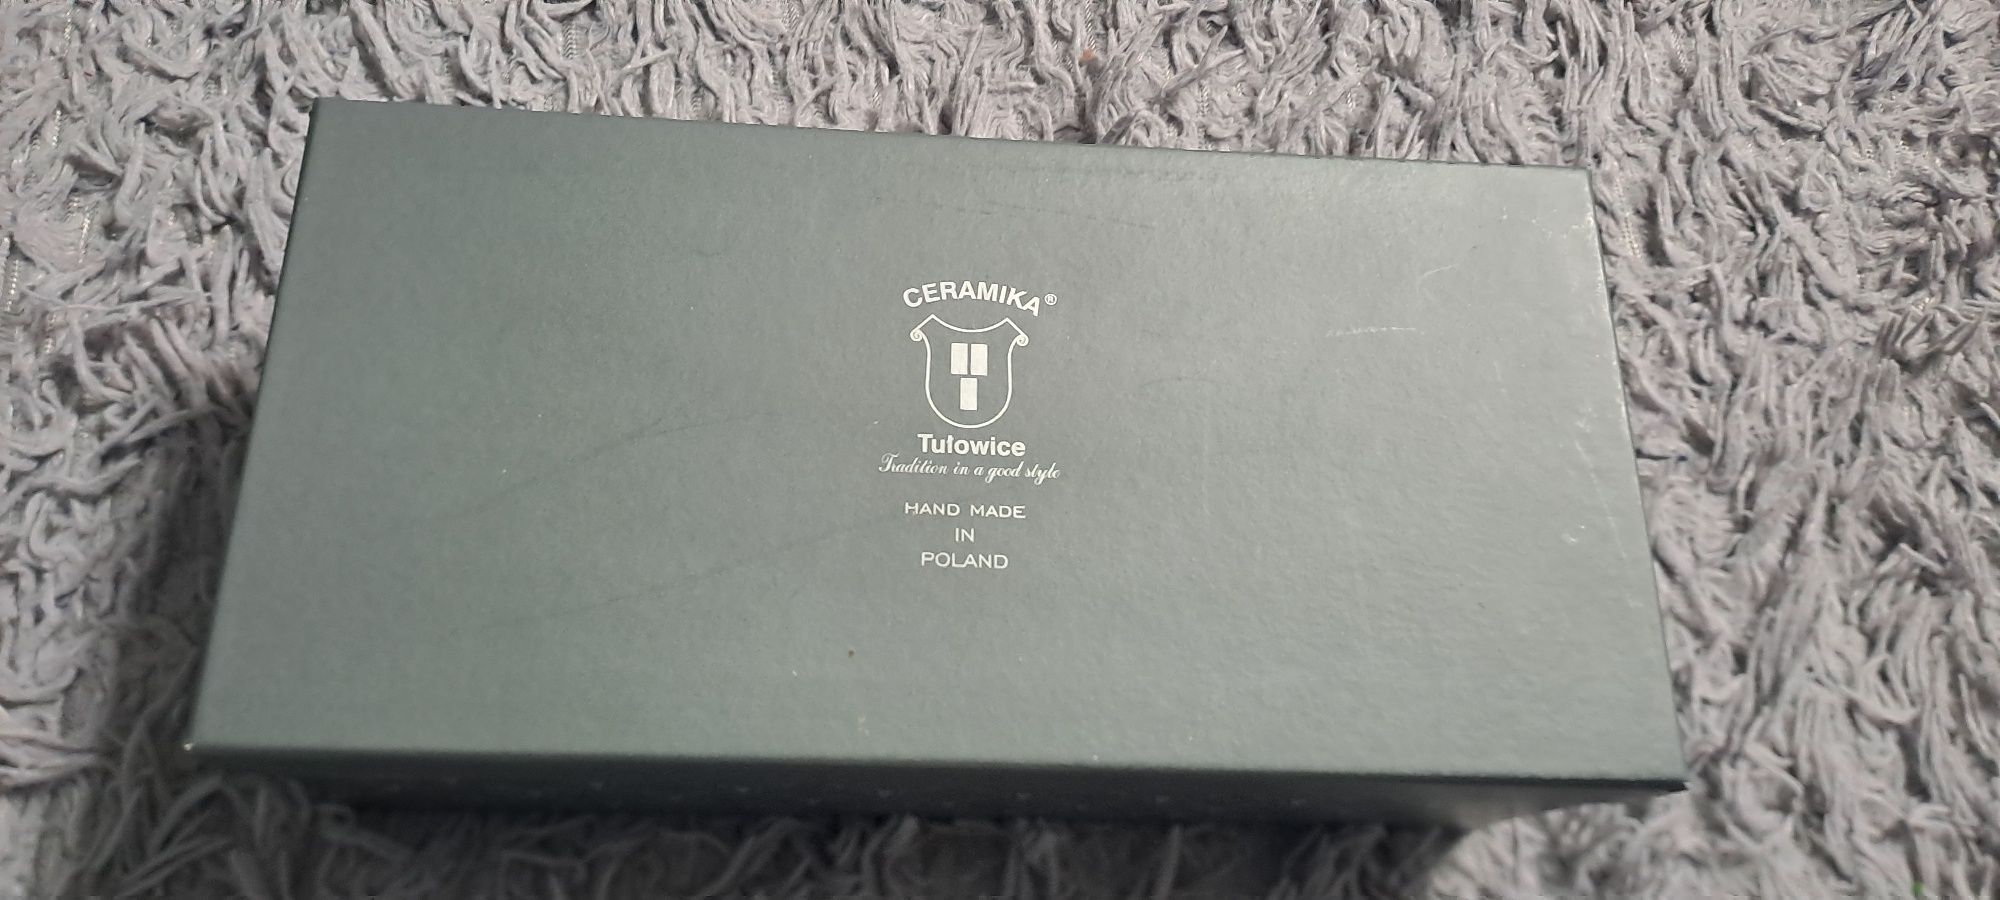 CERAMIKA®
Tułowice
Tradition in a good style
HAND MADE
IN
POLAND